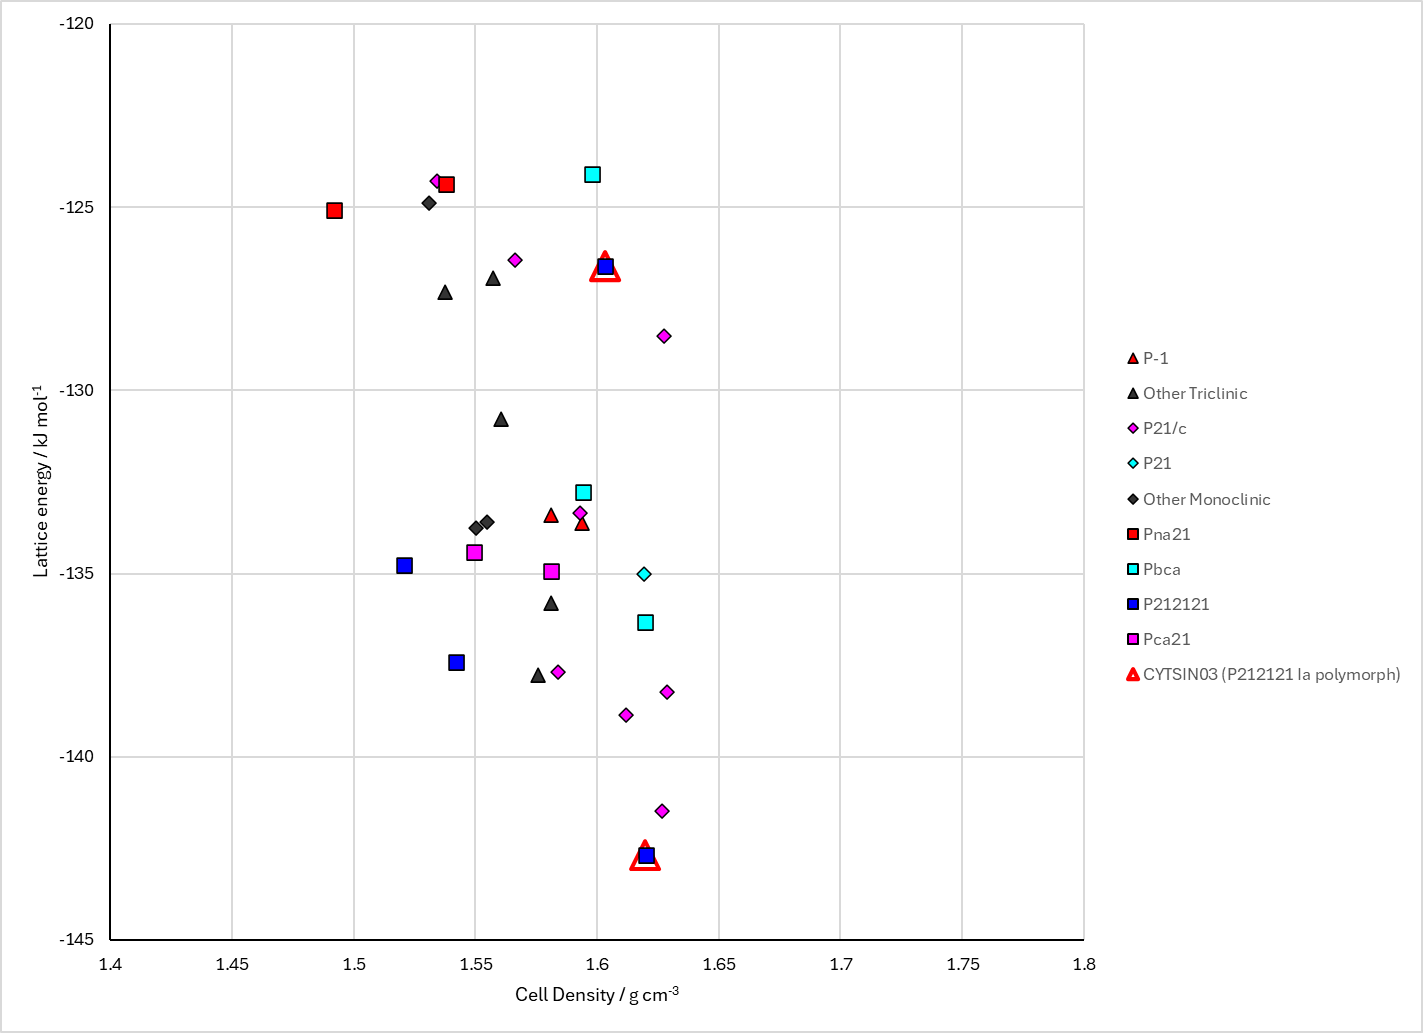 -120
-125
-130
-135
-140
-145
Lattice energy / kJ mol⁻¹
1.4 1.45 1.5 1.55 1.6 1.65 1.7 1.75 1.8
Cell Density / g cm⁻³
P-1
Other Triclinic
P21/c
P21
Other Monoclinic
Pna21
Pbca
P212121
Pca21
CYTSIN03 (P212121 Ia polymorph)